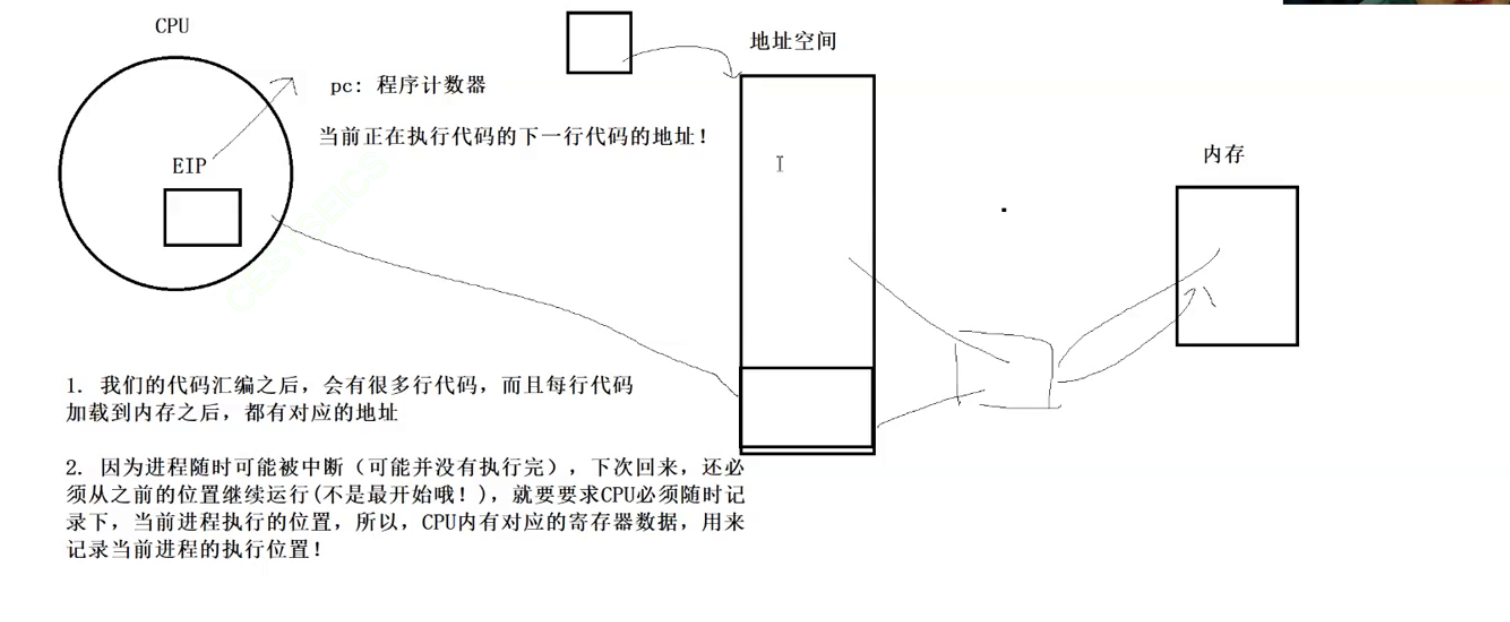 CPU
地址空间
pc: 程序计数器
当前正在执行代码的下一行代码的地址!
EIP
内存
1. 我们的代码汇编之后, 会有很多行代码, 而且每行代码
加载到内存之后, 都有对应的地址
2. 因为进程随时可能被中断(可能并没有执行完), 下次回来, 还必
须从之前的位置继续运行(不是最开始哦!), 就要要求CPU必须随时记
录下, 当前进程执行的位置, 所以, CPU内有对应的寄存器数据, 用来
记录当前进程的执行位置!